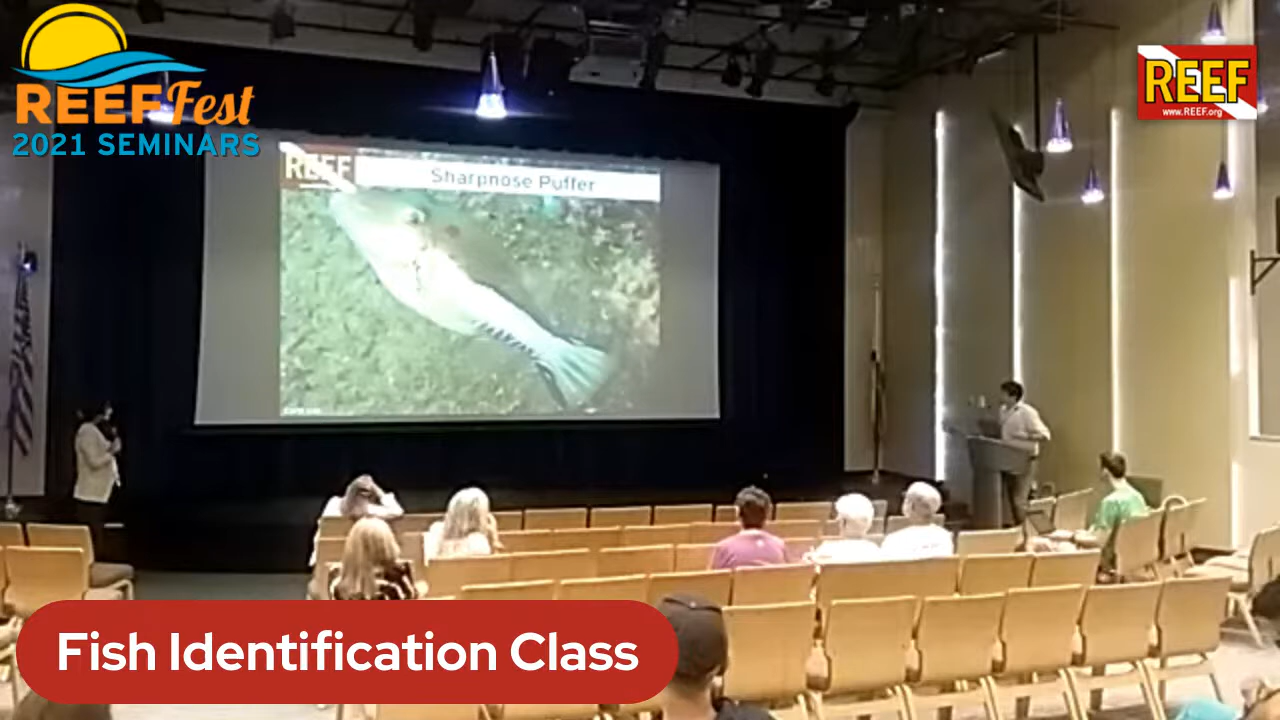 REEF Fest
2021 SEMINARS
REEF
www.REEF.org
REEF
Sharpnose Puffer
Fish Identification Class